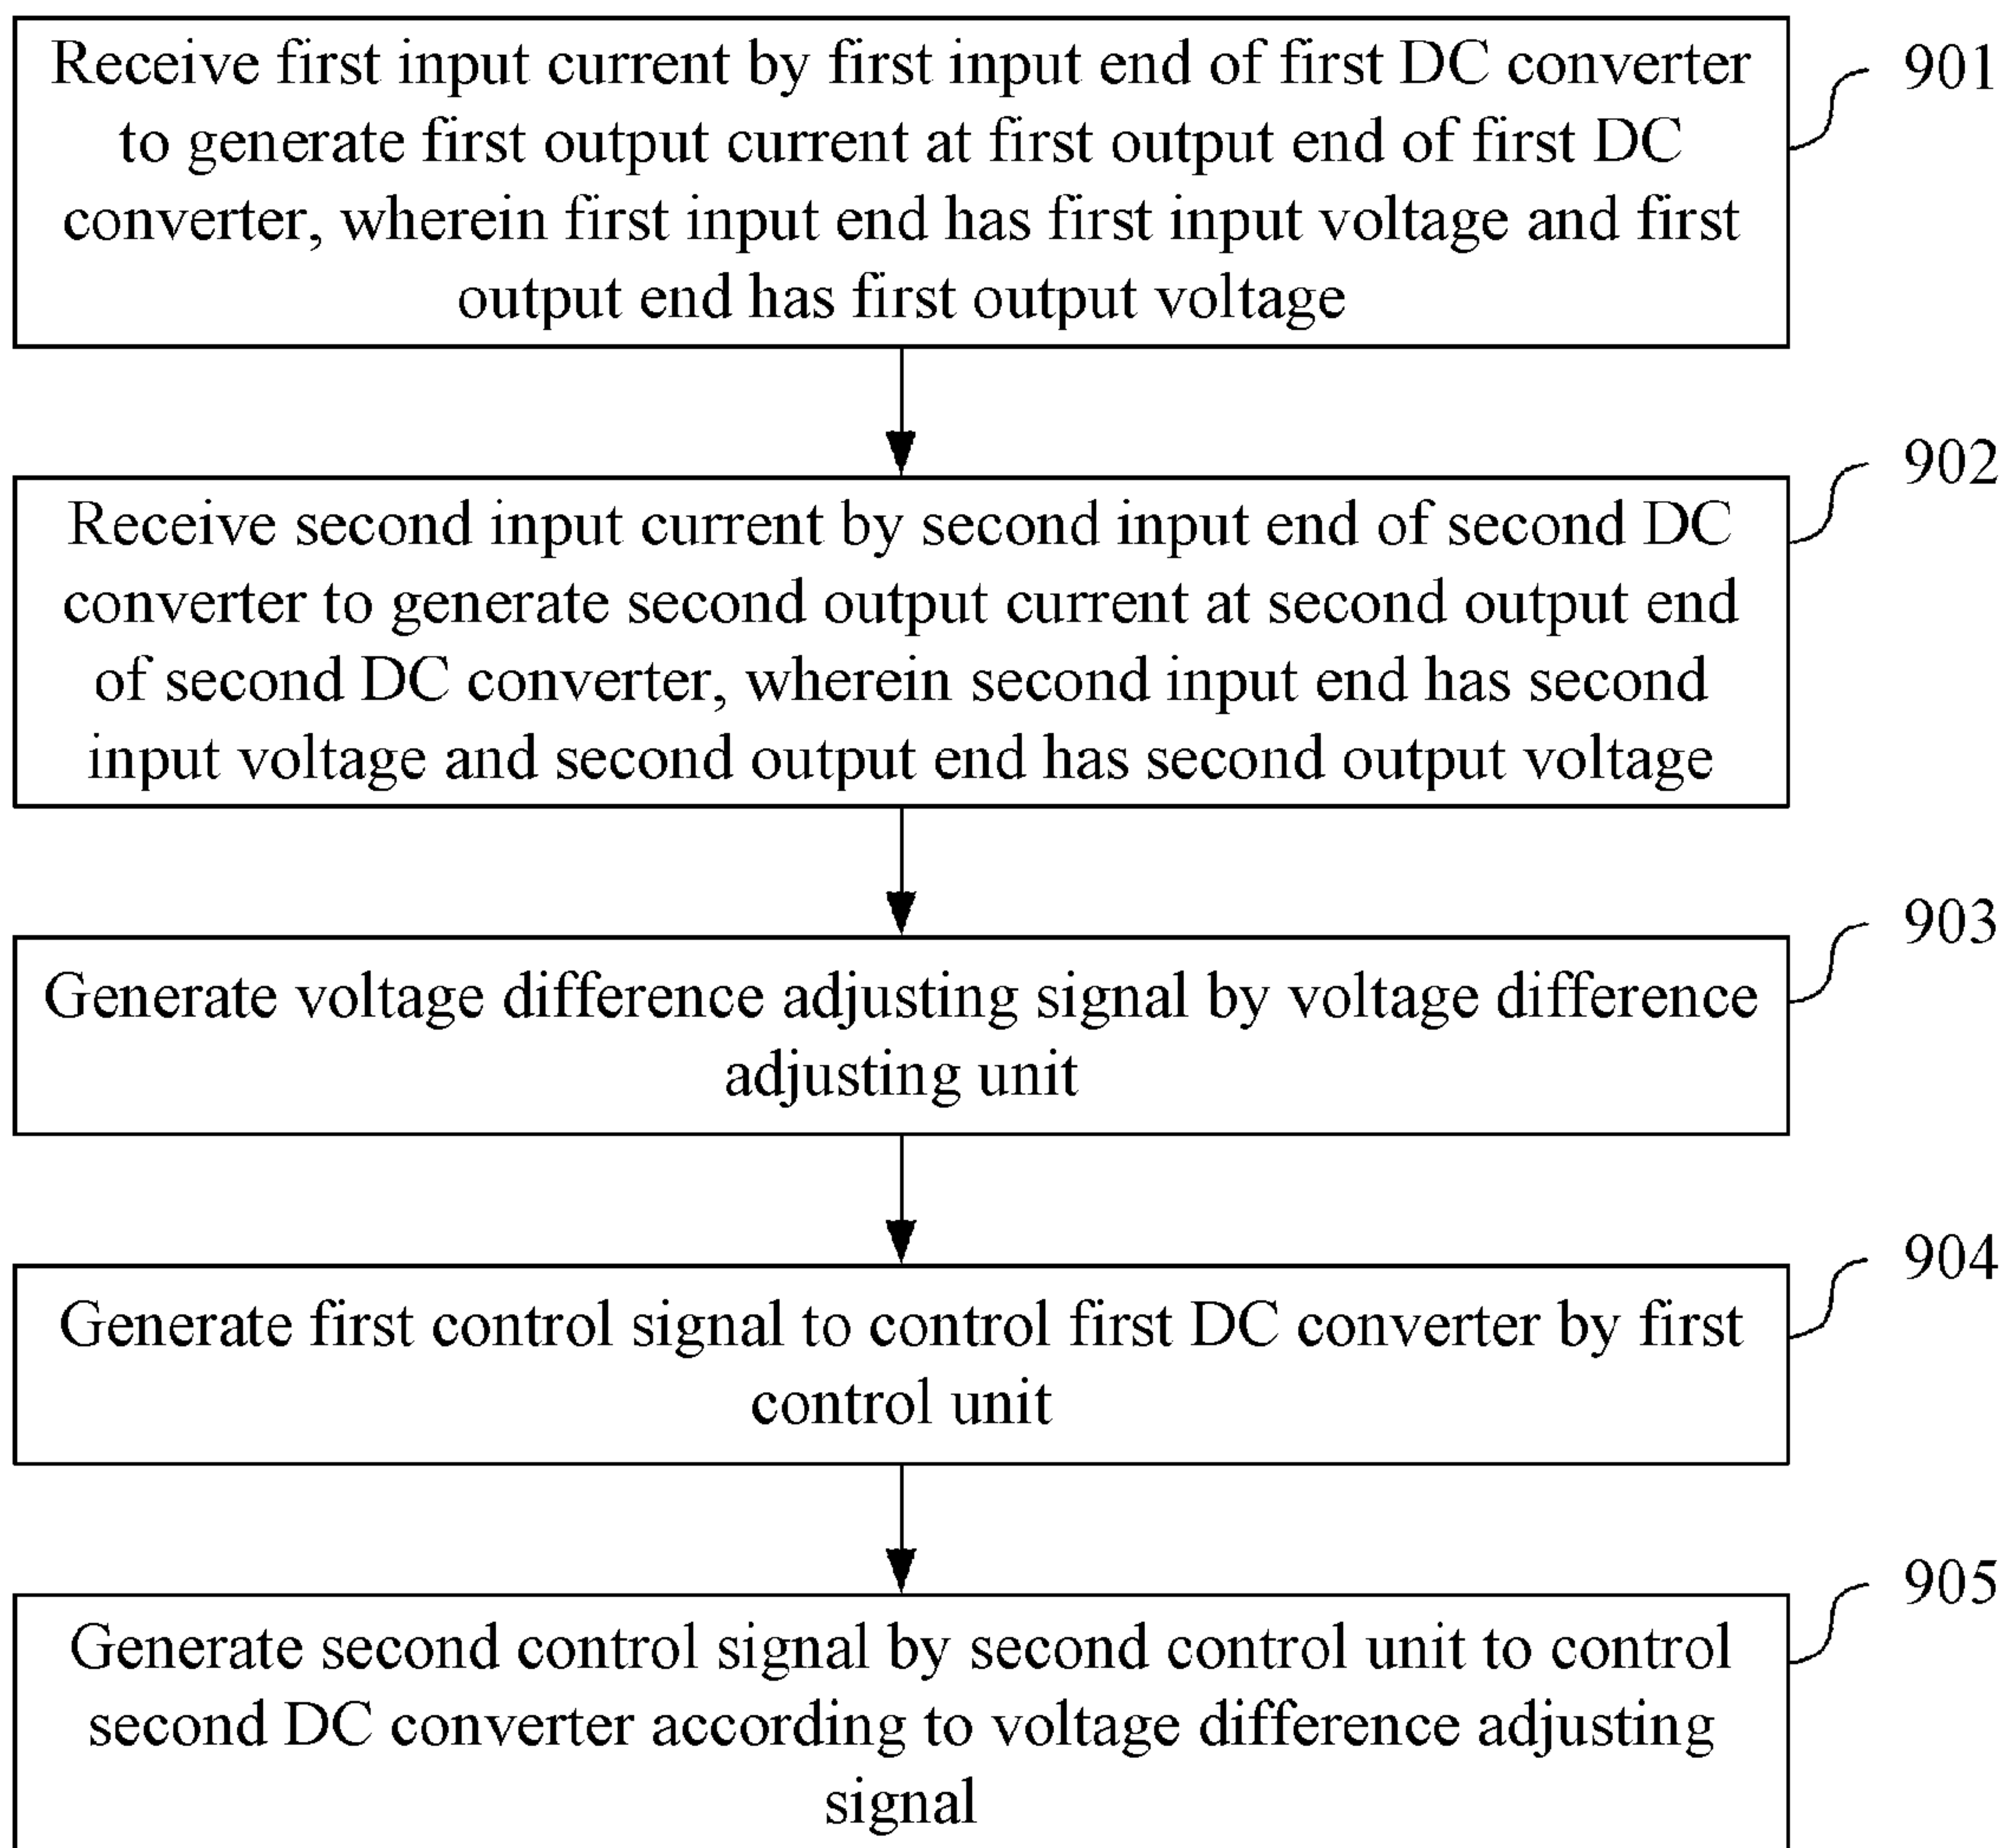 Receive first input current by first input end of first DC converter
to generate first output current at first output end of first DC
converter, wherein first input end has first input voltage and first
output end has first output voltage
901
Receive second input current by second input end of second DC
converter to generate second output current at second output end
of second DC converter, wherein second input end has second
input voltage and second output end has second output voltage
902
Generate voltage difference adjusting signal by voltage difference
adjusting unit
903
Generate first control signal to control first DC converter by first
control unit
904
Generate second control signal by second control unit to control
second DC converter according to voltage difference adjusting
signal
905